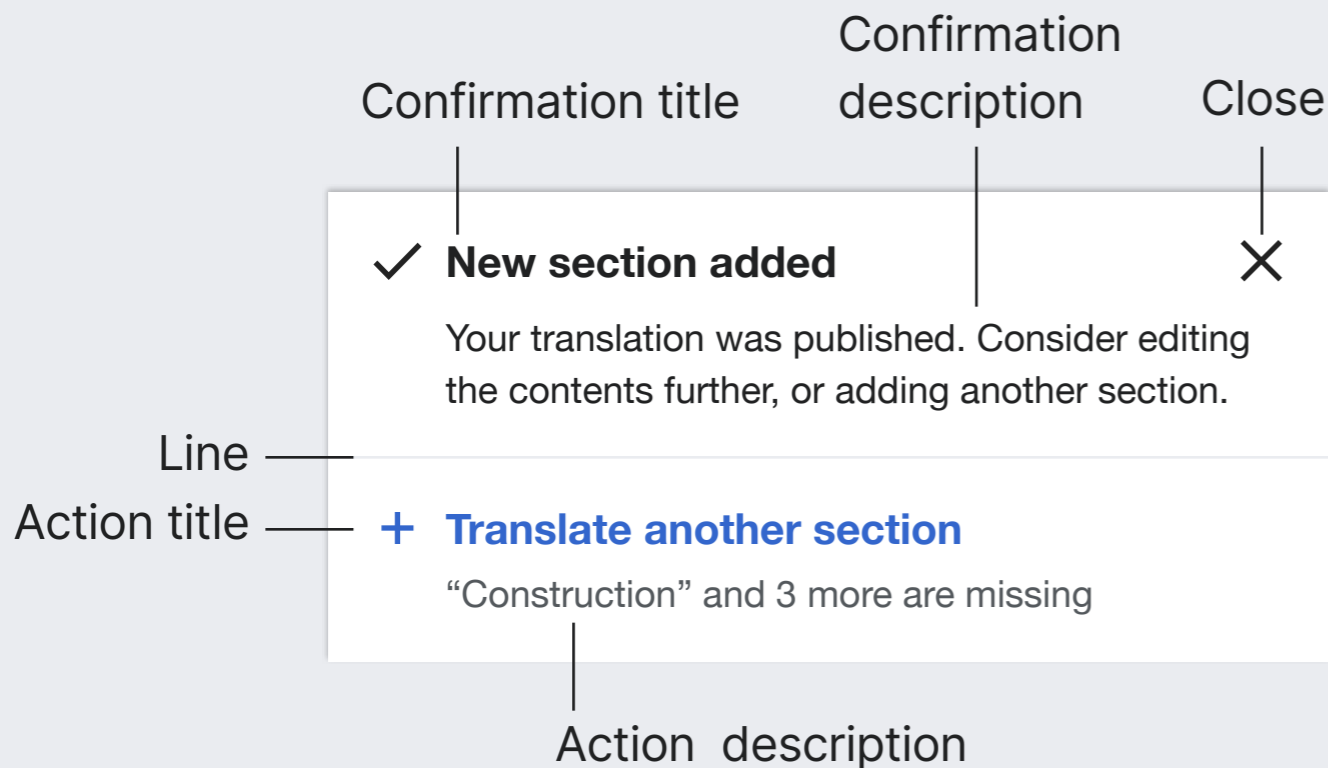 Confirmation
Confirmation title
description
Close
New section added
Your translation was published. Consider editing
the contents further, or adding another section.
Line
Action title
Translate another section
“Construction” and 3 more are missing
Action description